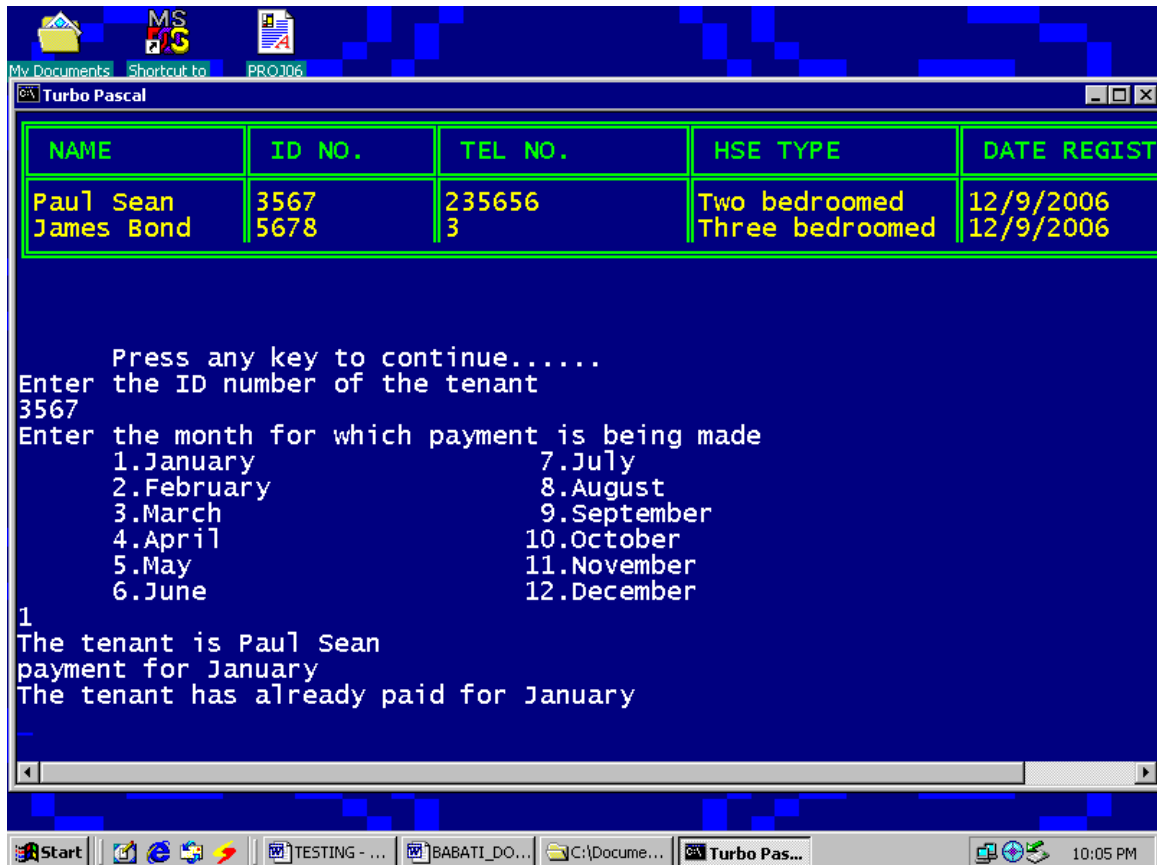 MS
My Documents Shortcut to PROJ06
Turbo Pascal
NAME ID NO. TEL NO. HSE TYPE DATE REGIST
Paul Sean 3567 235656 Two bedroomed 12/9/2006
James Bond 5678 3 Three bedroomed 12/9/2006
Press any key to continue......
Enter the ID number of the tenant
3567
Enter the month for which payment is being made
1.January 7.July
2.February 8.August
3.March 9.September
4.April 10.October
5.May 11.November
6.June 12.December
1
The tenant is Paul Sean
payment for January
The tenant has already paid for January
Start TESTING - ... BABATI_DO... C:\Docume... Turbo Pas... 10:05 PM